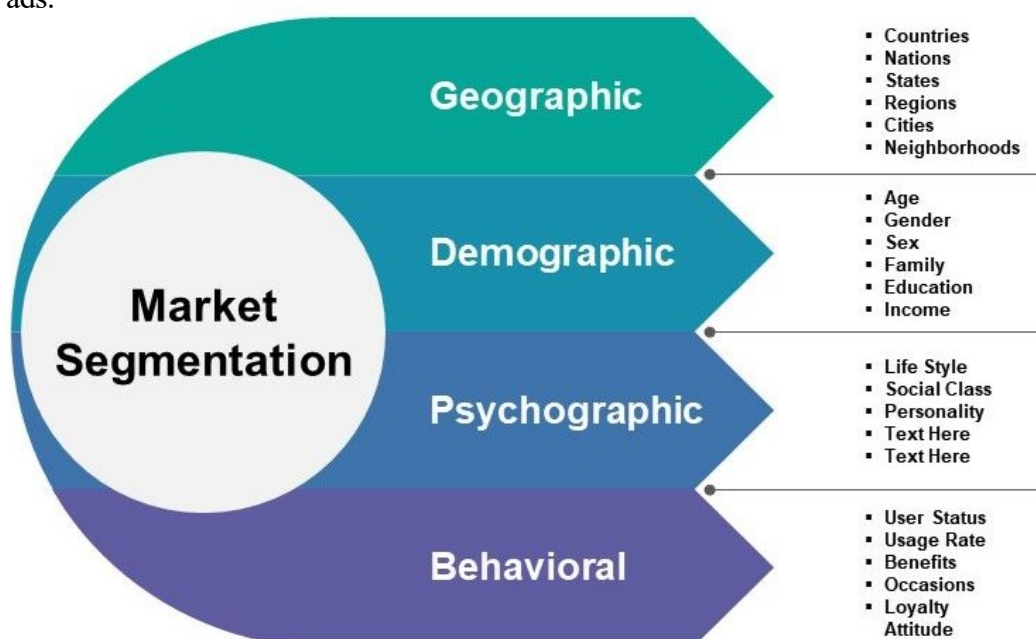 ads.
Market
Segmentation
Geographic
▪ Countries
▪ Nations
▪ States
▪ Regions
▪ Cities
▪ Neighborhoods
Demographic
▪ Age
▪ Gender
▪ Sex
▪ Family
▪ Education
▪ Income
Psychographic
▪ Life Style
▪ Social Class
▪ Personality
▪ Text Here
▪ Text Here
Behavioral
▪ User Status
▪ Usage Rate
▪ Benefits
▪ Occasions
▪ Loyalty
Attitude